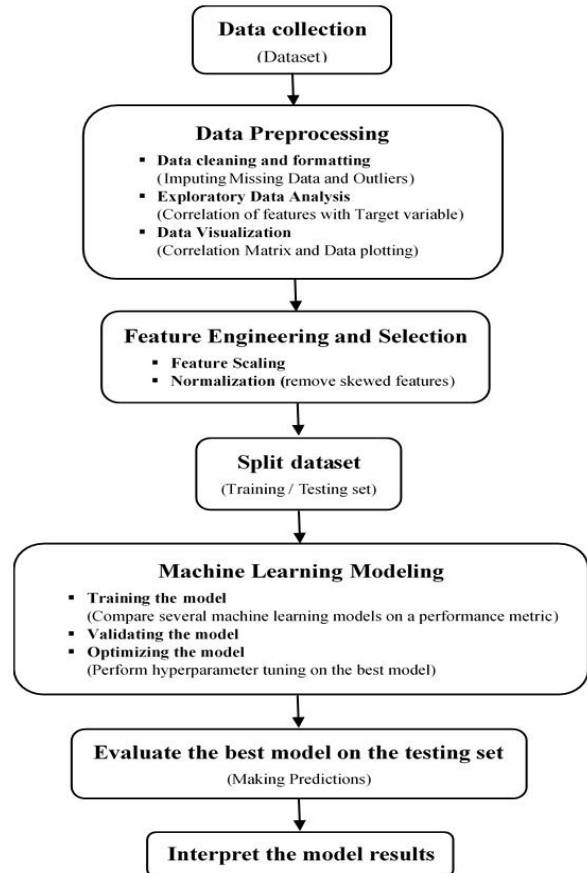 Data collection
(Dataset)
Data Preprocessing
▪ Data cleaning and formatting
(Imputing Missing Data and Outliers)
▪ Exploratory Data Analysis
(Correlation of features with Target variable)
▪ Data Visualization
(Correlation Matrix and Data plotting)
Feature Engineering and Selection
▪ Feature Scaling
▪ Normalization (remove skewed features)
Split dataset
(Training / Testing set)
Machine Learning Modeling
▪ Training the model
(Compare several machine learning models on a performance metric)
▪ Validating the model
▪ Optimizing the model
(Perform hyperparameter tuning on the best model)
Evaluate the best model on the testing set
(Making Predictions)
Interpret the model results